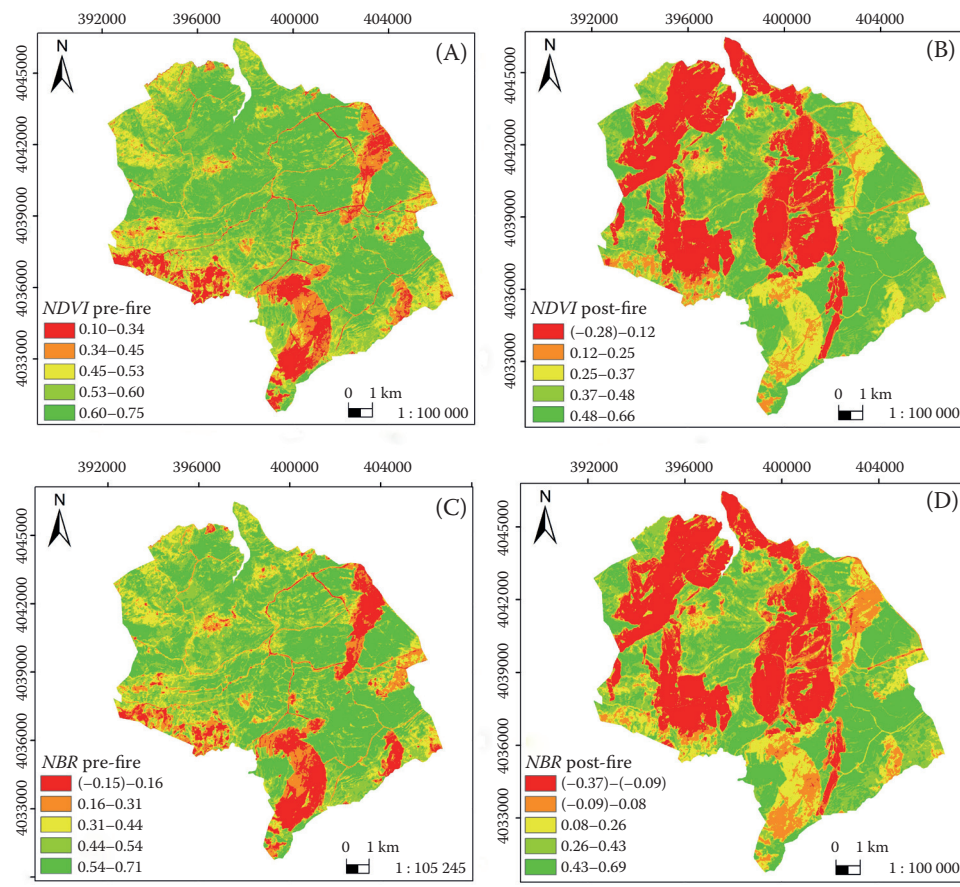 392000 396000 400000 404000
(A)
N
4045000
4042000
4039000
4036000
4033000
NDVI pre-fire
0.10–0.34
0.34–0.45
0.45–0.53
0.53–0.60
0.60–0.75
0 1 km
1 : 100 000
392000 396000 400000 404000
(B)
N
4045000
4042000
4039000
4036000
4033000
NDVI post-fire
(-0.28)–0.12
0.12–0.25
0.25–0.37
0.37–0.48
0.48–0.66
0 1 km
1 : 100 000
392000 396000 400000 404000
(C)
N
4045000
4042000
4039000
4036000
4033000
NBR pre-fire
(-0.15)–0.16
0.16–0.31
0.31–0.44
0.44–0.54
0.54–0.71
0 1 km
1 : 105 245
392000 396000 400000 404000
(D)
N
4045000
4042000
4039000
4036000
4033000
NBR post-fire
(-0.37)–(-0.09)
(-0.09)–0.08
0.08–0.26
0.26–0.43
0.43–0.69
0 1 km
1 : 100 000